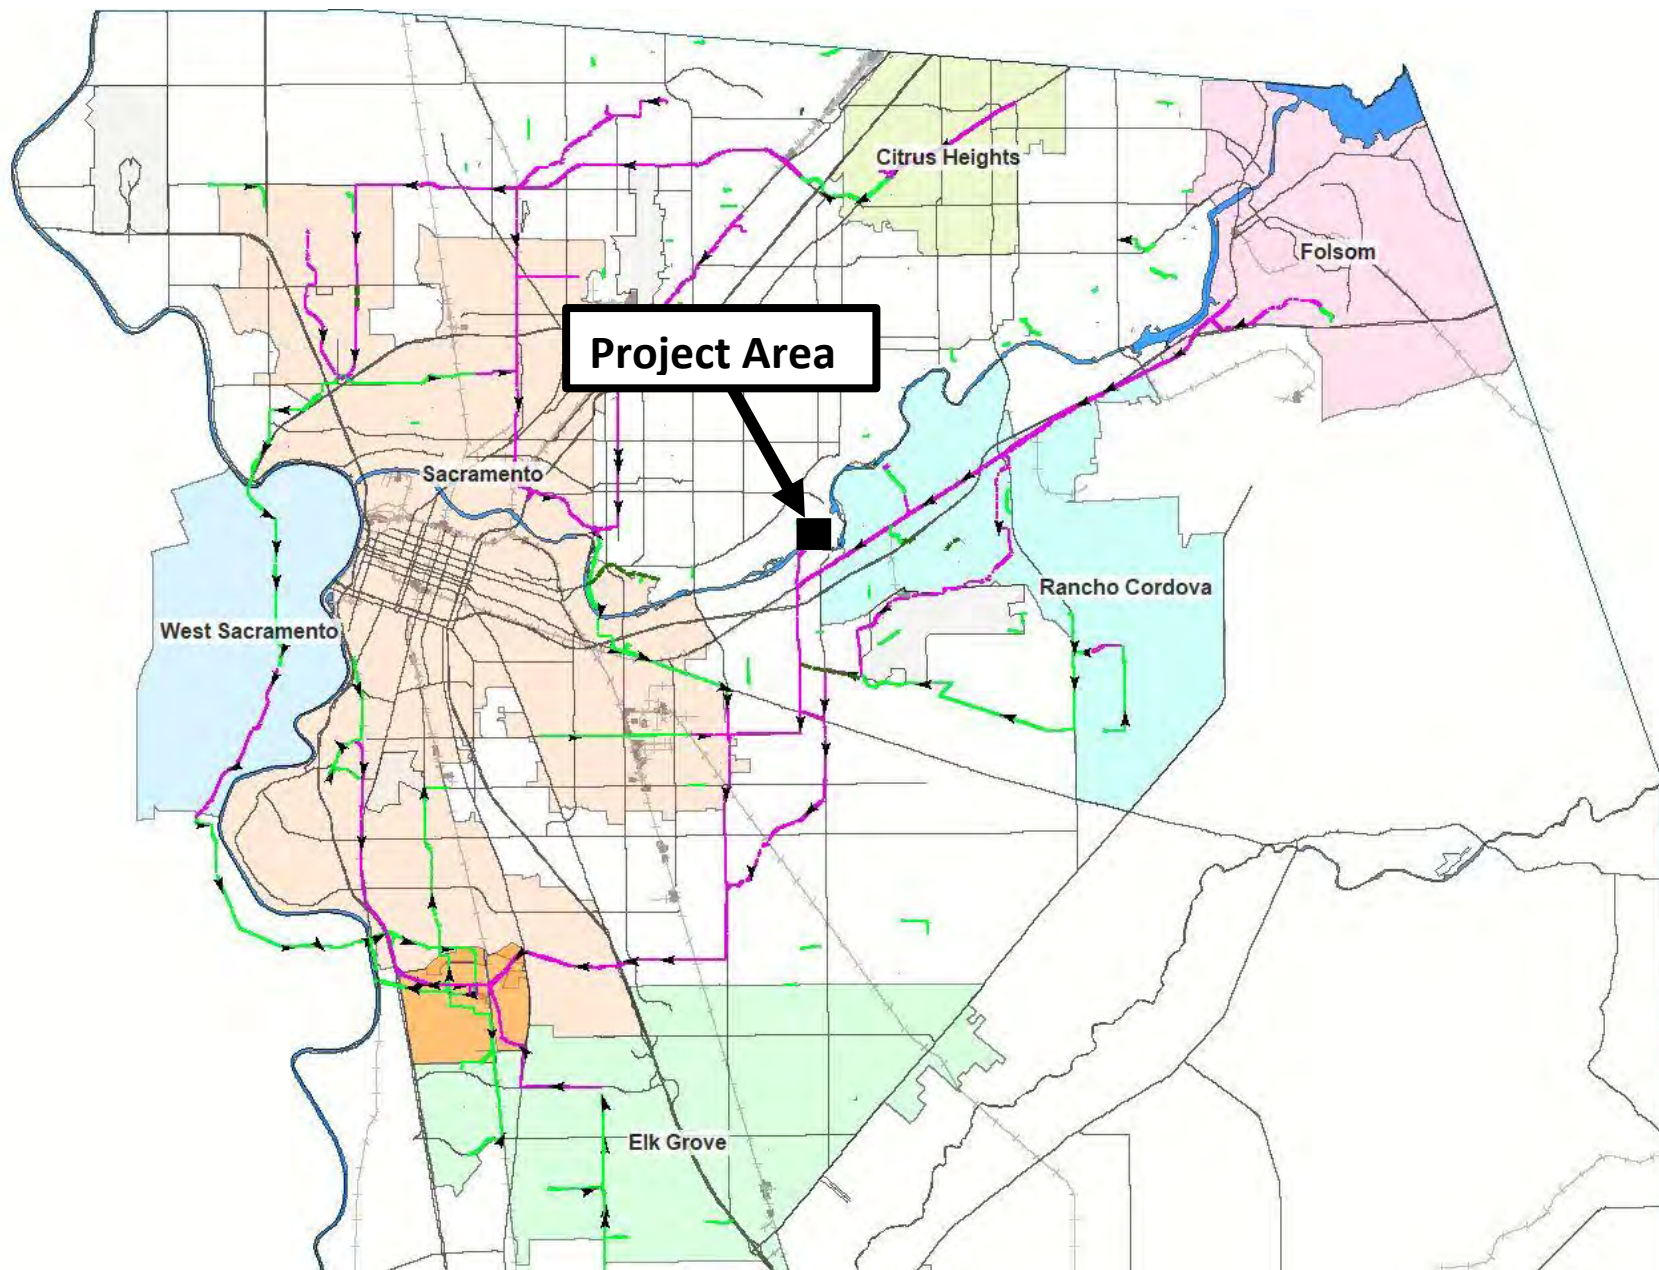 Citrus Heights
Folsom
Project Area
Sacramento
Rancho Cordova
West Sacramento
Elk Grove